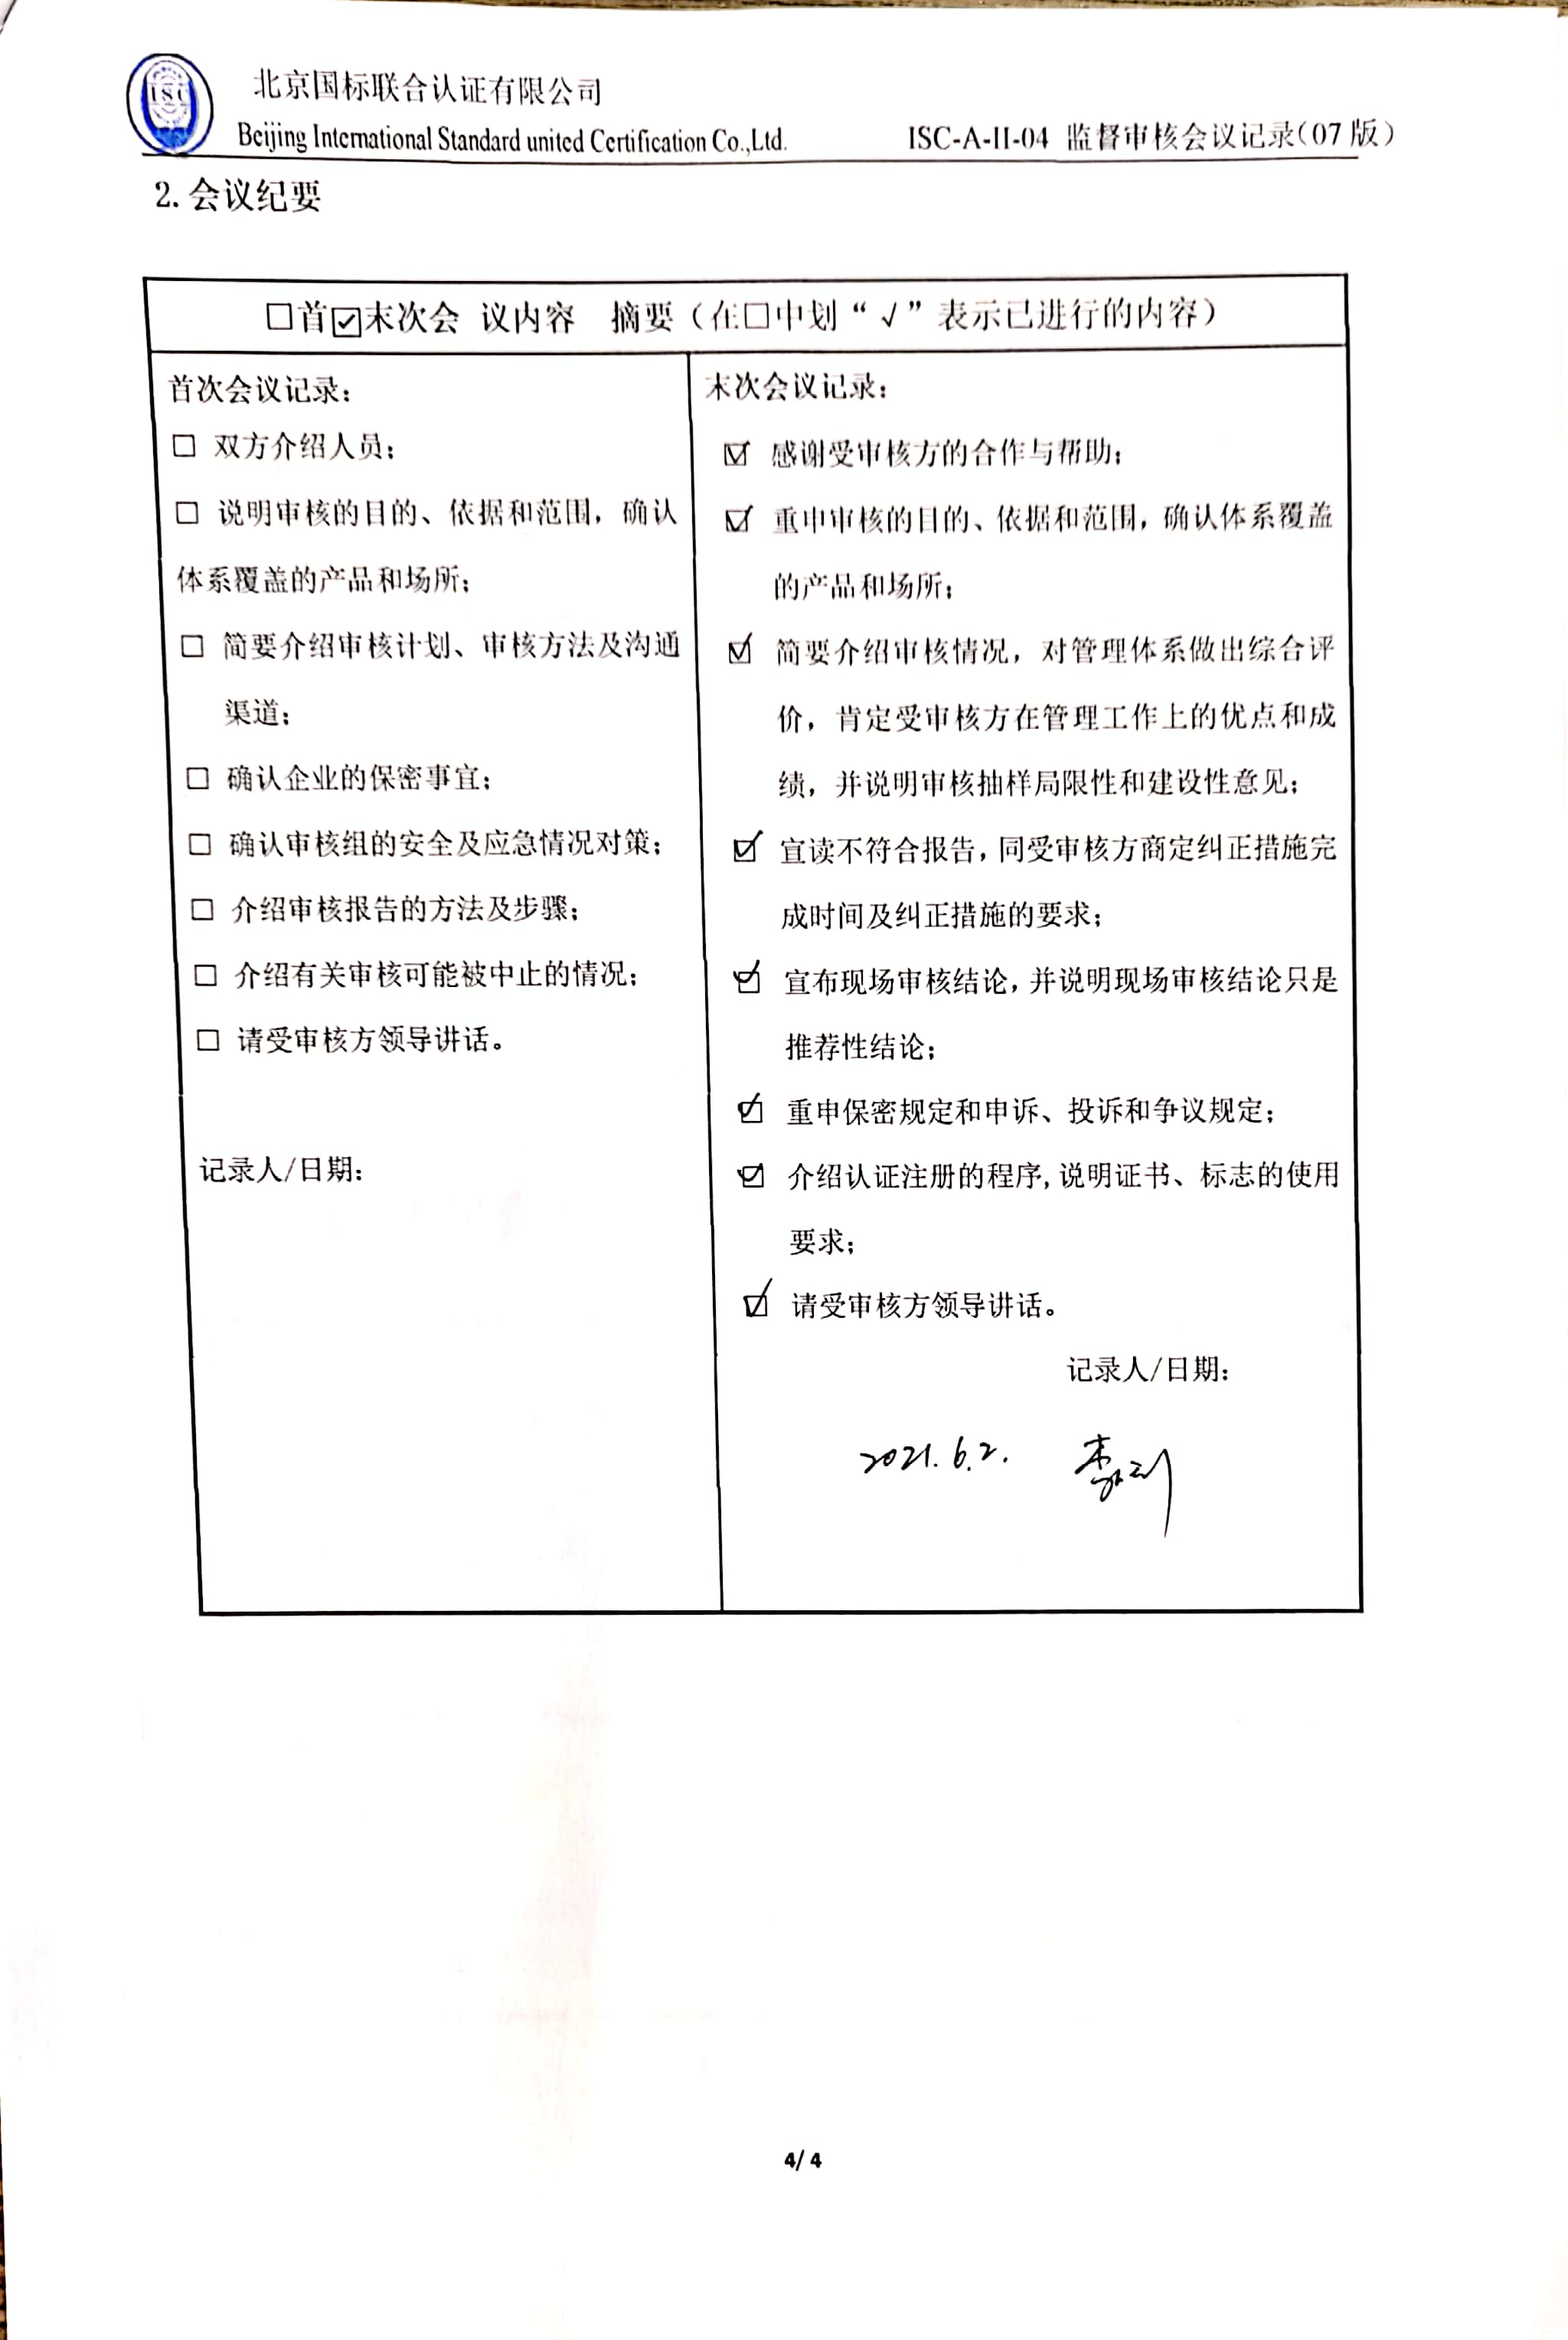 ISC
北京国标联合认证有限公司
Beijing International Standard united Certification Co.,Ltd.
ISC-A-II-04 监督审核会议记录(07 版)
2.会议纪要
□首☑末次会 议内容 摘要（在□中划“√”表示已进行的内容）
首次会议记录:
□ 双方介绍人员;
□ 说明审核的目的、依据和范围，确认
体系覆盖的产品和场所;
□ 简要介绍审核计划、审核方法及沟通
渠道;
□ 确认企业的保密事宜;
□ 确认审核组的安全及应急情况对策;
□ 介绍审核报告的方法及步骤;
□ 介绍有关审核可能被中止的情况;
□ 请受审核方领导讲话。
记录人/日期:
末次会议记录:
☑ 感谢受审核方的合作与帮助;
☑ 重申审核的目的、依据和范围，确认体系覆盖
的产品和场所;
☑ 简要介绍审核情况，对管理体系做出综合评
价，肯定受审核方在管理工作上的优点和成
绩，并说明审核抽样局限性和建设性意见;
☑ 宣读不符合报告，同受审核方商定纠正措施完
成时间及纠正措施的要求;
☑ 宣布现场审核结论，并说明现场审核结论只是
推荐性结论;
☑ 重申保密规定和申诉、投诉和争议规定;
☑ 介绍认证注册的程序,说明证书、标志的使用
要求;
☑ 请受审核方领导讲话。
记录人/日期:
2021.6.2.
4/ 4